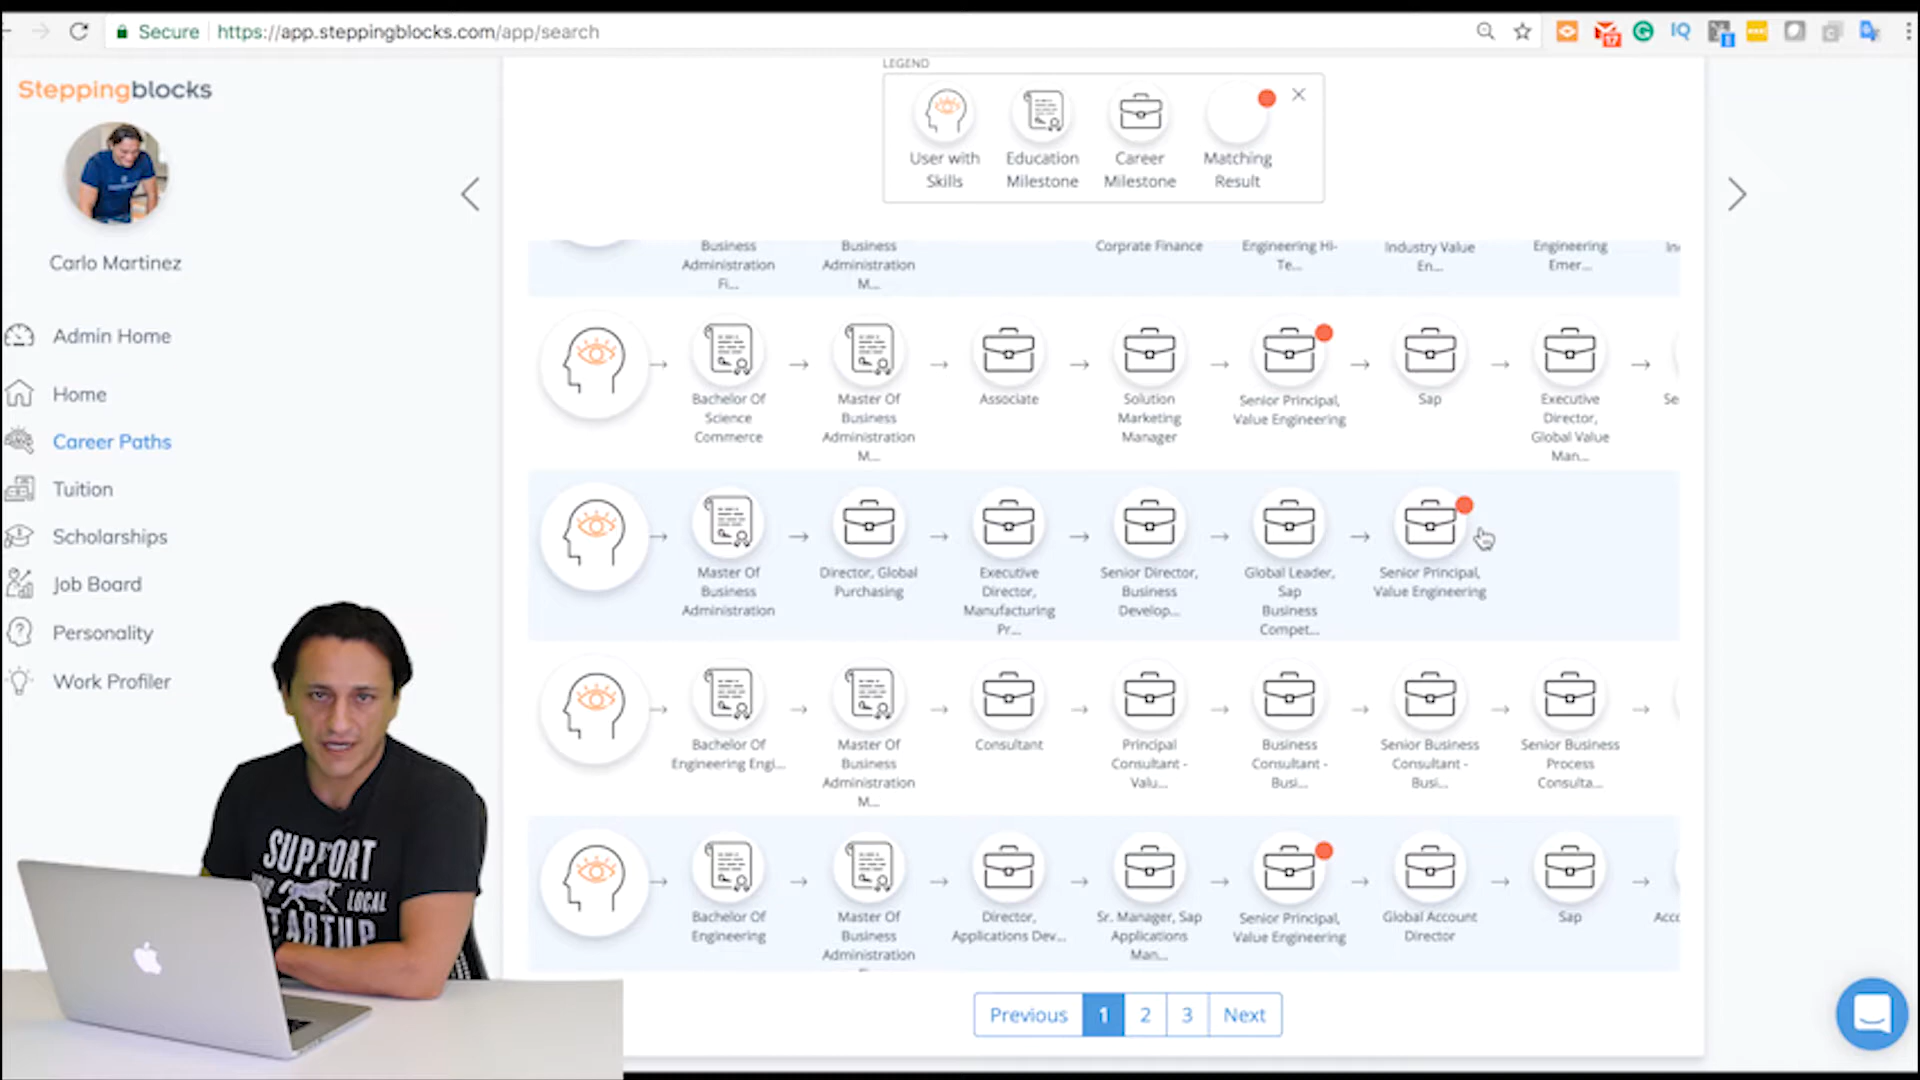 Secure
https://app.steppingblocks.com/app/search
17
IQ
Steppingblocks
Carlo Martinez
Admin Home
Home
Career Paths
Tuition
Scholarships
Job Board
Personality
Work Profiler
LEGEND
User with
Skills
Education
Milestone
Career
Milestone
Matching
Result
Business
Administration
Fi...
Business
Administration
M...
Corprate Finance
Engineering Hi-
Te...
Industry Value
En...
Engineering
Emer...
Bachelor Of
Science
Commerce
Master Of
Business
Administration
M...
Associate
Solution
Marketing
Manager
Senior Principal,
Value Engineering
Sap
Executive
Director,
Global Value
Man...
Se
Master Of
Business
Administration
Director, Global
Purchasing
Executive
Director,
Manufacturing
Pr...
Senior Director,
Business
Develop...
Global Leader,
Sap
Business
Compet...
Senior Principal,
Value Engineering
Bachelor Of
Engineering Engi...
Master Of
Business
Administration
M...
Consultant
Principal
Consultant -
Valu...
Business
Consultant -
Busi...
Senior Business
Consultant -
Busi...
Senior Business
Process
Consulta...
Bachelor Of
Engineering
Master Of
Business
Administration
Director,
Applications Dev...
Sr. Manager, Sap
Applications
Man...
Senior Principal,
Value Engineering
Global Account
Director
Sap
Acc
Previous
1
2
3
Next
SUPPORT
LOCAL
STARTUP